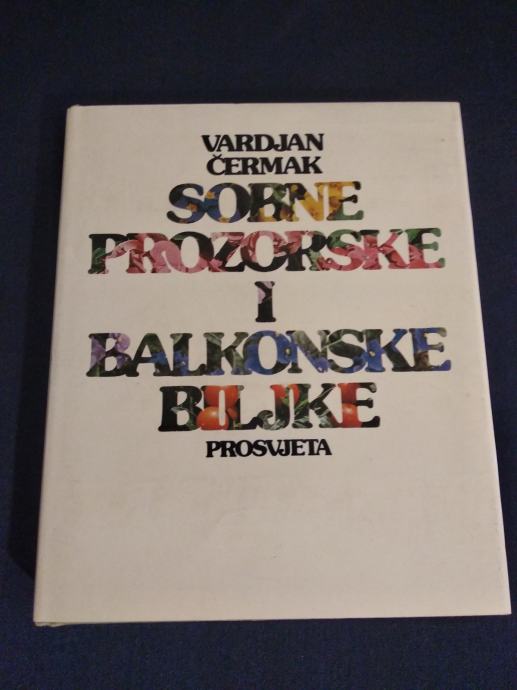 VARDJAN
ČERMAK
SOBNE
PROZORSKE
I
BALKONSKE
BILJKE
PROSVJETA